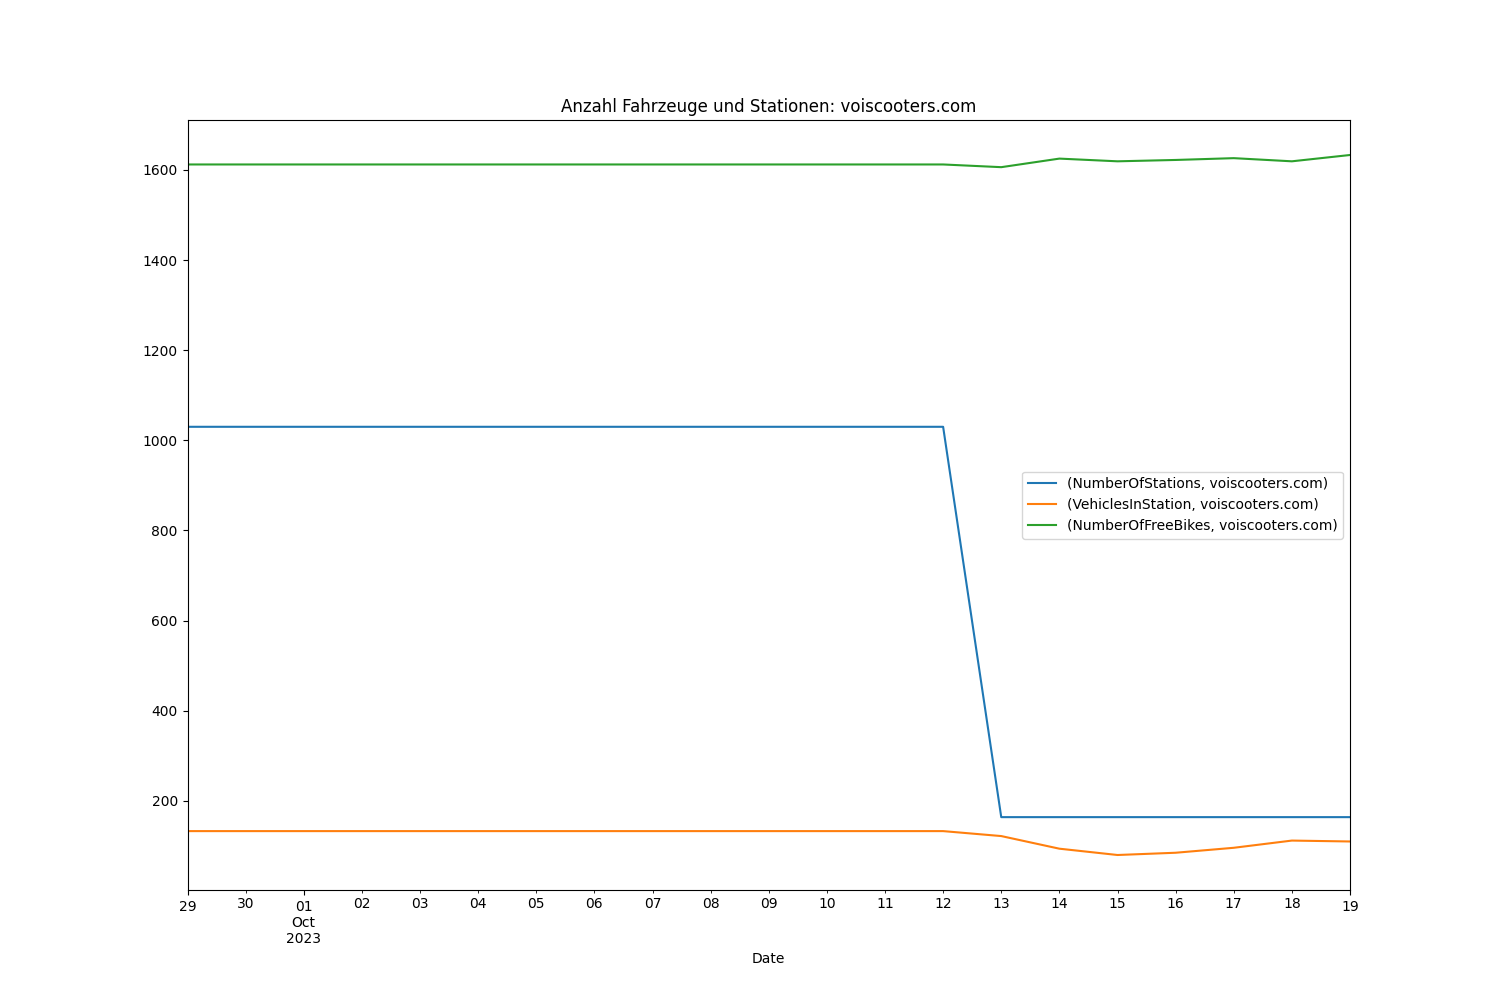 Anzahl Fahrzeuge und Stationen: voiscooters.com
1600
1400
1200
1000
800
600
400
200
(NumberOfStations, voiscooters.com)
(VehiclesInStation, voiscooters.com)
(NumberOfFreeBikes, voiscooters.com)
29 30 01 02 03 04 05 06 07 08 09 10 11 12 13 14 15 16 17 18 19
Oct
2023
Date